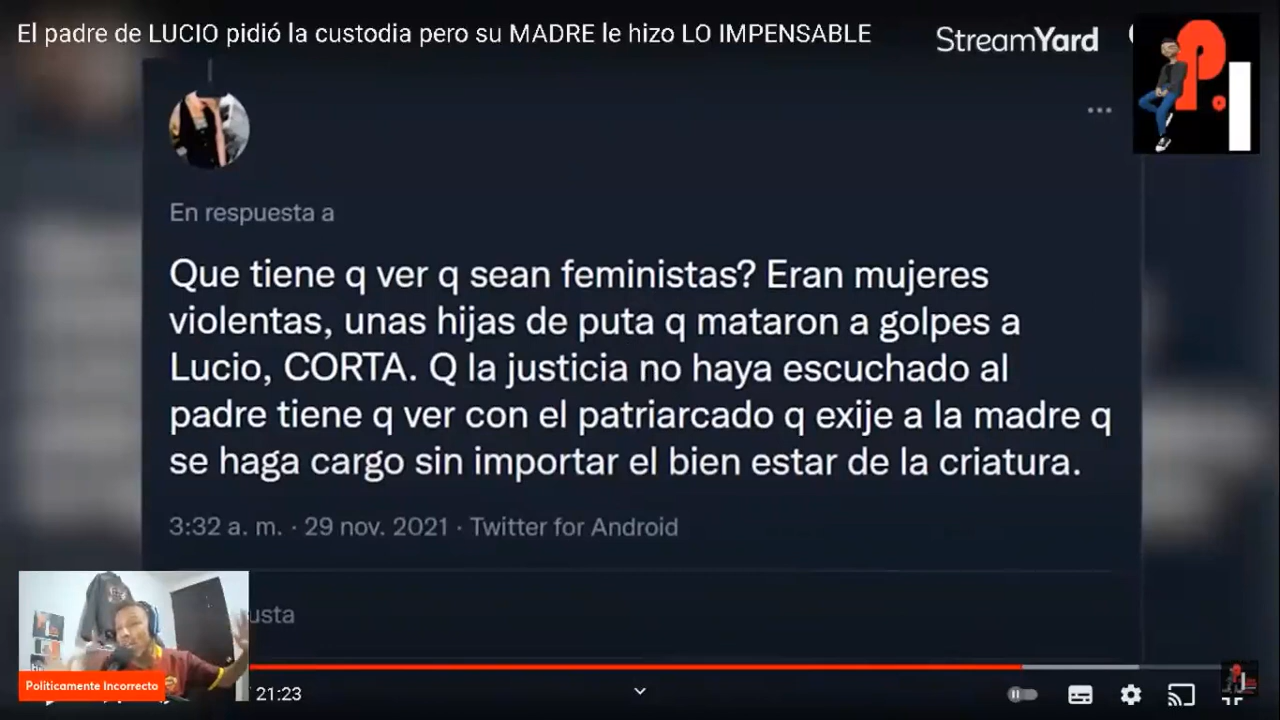 El padre de LUCIO pidió la custodia pero su MADRE le hizo LO IMPENSABLE
StreamYard
P.I
En respuesta a
Que tiene q ver q sean feministas? Eran mujeres
violentas, unas hijas de puta q mataron a golpes a
Lucio, CORTA. Q la justicia no haya escuchado al
padre tiene q ver con el patriarcado q exije a la madre q
se haga cargo sin importar el bien estar de la criatura.
3:32 a. m. · 29 nov. 2021 · Twitter for Android
usta
Políticamente Incorrecto
21:23